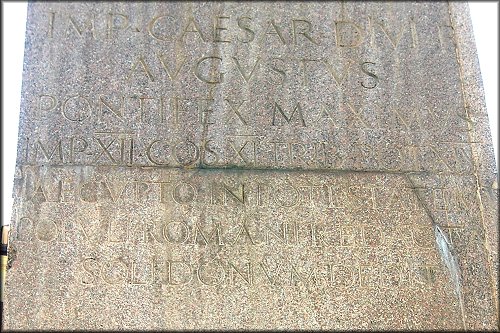 IMP·CAESAR DIVI F
AVGVSTVS
PONTIFEX MAXIMVS
IMP·XII·COS XI TRIB POT XIV
AEGVPTO IN POTESTATEM
POPVLI ROMANI REDACTA
SOLI DONVM DEDIT